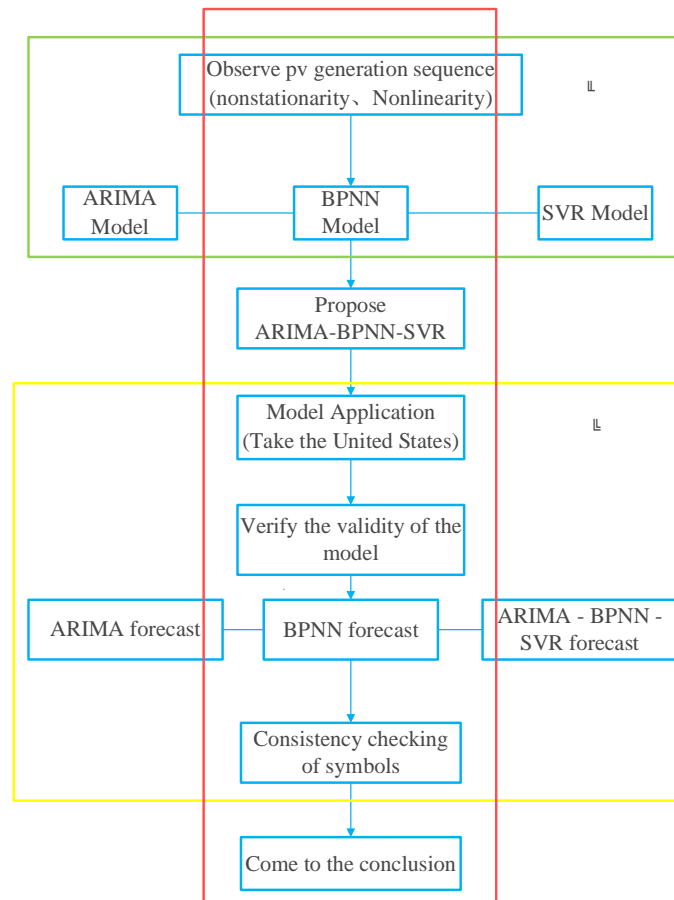 Observe pv generation sequence
(nonstationarity、Nonlinearity)
ARIMA
Model
BPNN
Model
SVR Model
Propose
ARIMA-BPNN-SVR
Model Application
(Take the United States)
Verify the validity of the
model
ARIMA forecast
BPNN forecast
ARIMA - BPNN -
SVR forecast
Consistency checking
of symbols
Come to the conclusion